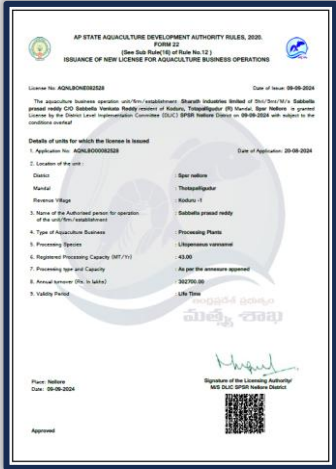 AP STATE AQUACULTURE DEVELOPMENT AUTHORITY RULES, 2020.
FORM 22
(See Sub Rule(16) of Rule No.12 )
ISSUANCE OF NEW LICENSE FOR AQUACULTURE BUSINESS OPERATIONS
License No: AQNLBONE082528 Date of Issue: 09-09-2024
The aquaculture business operation unit/firm/establishment Sharath Industries limited of Shri/Smt/M/s Sabbella
prasad reddy C/O Sabbella Venkata Reddy resident of Koduru, Totapalligudur (R) Mandal, Spsr Nellore is granted
License by the District Level Implementation Committee (DLIC) SPSR Nellore District on 09-09-2024 with subject to the
conditions overleaf
Details of units for which the license is issued
1. Application No: AQNLBO00082528 Date of Application: 20-08-2024
2. Location of the unit :
District : Spsr nellore
Mandal : Thotapelligudur
Revenue Village : Koduru -1
3. Name of the Authorised person for operation : Sabbella prasad reddy
of the unit/firm/establishment
4. Type of Aquaculture Business : Processing Plants
5. Processing Species : Litopenaeus vannamei
6. Registered Processing Capacity (MT/Yr) : 43.00
7. Processing type and Capacity : As per the annexure appened
8. Annual turnover (Rs. In lakhs) : 302700.00
9. Validity Period : Life Time
ఆంధ్రప్రదేశ్ ప్రభుత్వం
మత్స్య శాఖ
Place: Nellore
Date: 09-09-2024
Signature of the Licensing Authority/
M/S DLIC SPSR Nellore District
Approved